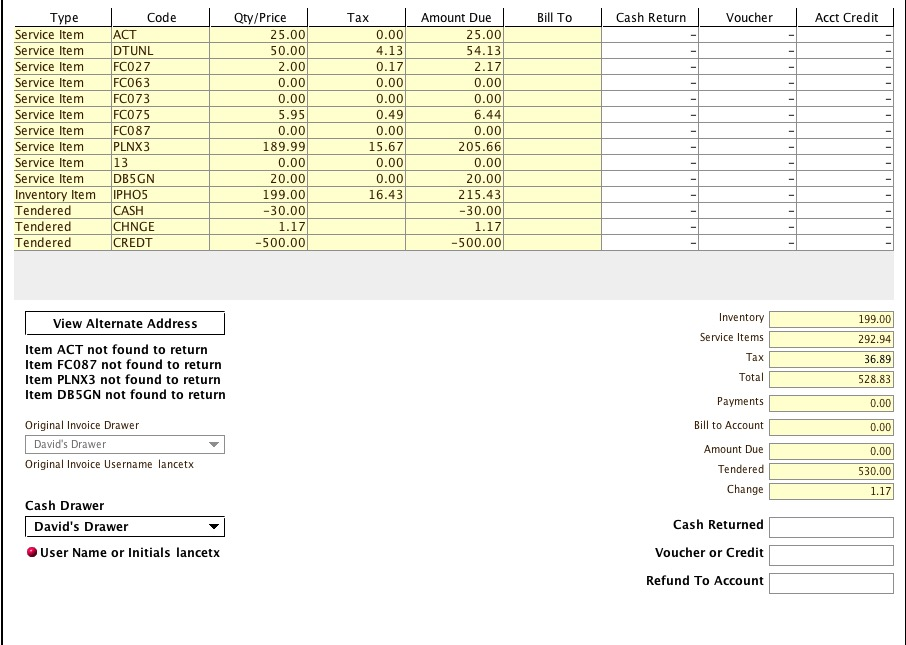 Type Code Qty/Price Tax Amount Due Bill To Cash Return Voucher Acct Credit
Service Item ACT 25.00 0.00 25.00 – – –
Service Item DTUNL 50.00 4.13 54.13 – – –
Service Item FC027 2.00 0.17 2.17 – – –
Service Item FC063 0.00 0.00 0.00 – – –
Service Item FC073 0.00 0.00 0.00 – – –
Service Item FC075 5.95 0.49 6.44 – – –
Service Item FC087 0.00 0.00 0.00 – – –
Service Item PLNX3 189.99 15.67 205.66 – – –
Service Item 13 0.00 0.00 0.00 – – –
Service Item DB5GN 20.00 0.00 20.00 – – –
Inventory Item IPHO5 199.00 16.43 215.43 – – –
Tendered CASH –30.00 –30.00 – – –
Tendered CHNGE 1.17 1.17 – – –
Tendered CREDT –500.00 –500.00 – – –
View Alternate Address
Item ACT not found to return
Item FC087 not found to return
Item PLNX3 not found to return
Item DB5GN not found to return
Original Invoice Drawer
David's Drawer
Original Invoice Username lancetx
Cash Drawer
David's Drawer
User Name or Initials lancetx
Inventory 199.00
Service Items 292.94
Tax 36.89
Total 528.83
Payments 0.00
Bill to Account 0.00
Amount Due 0.00
Tendered 530.00
Change 1.17
Cash Returned
Voucher or Credit
Refund To Account